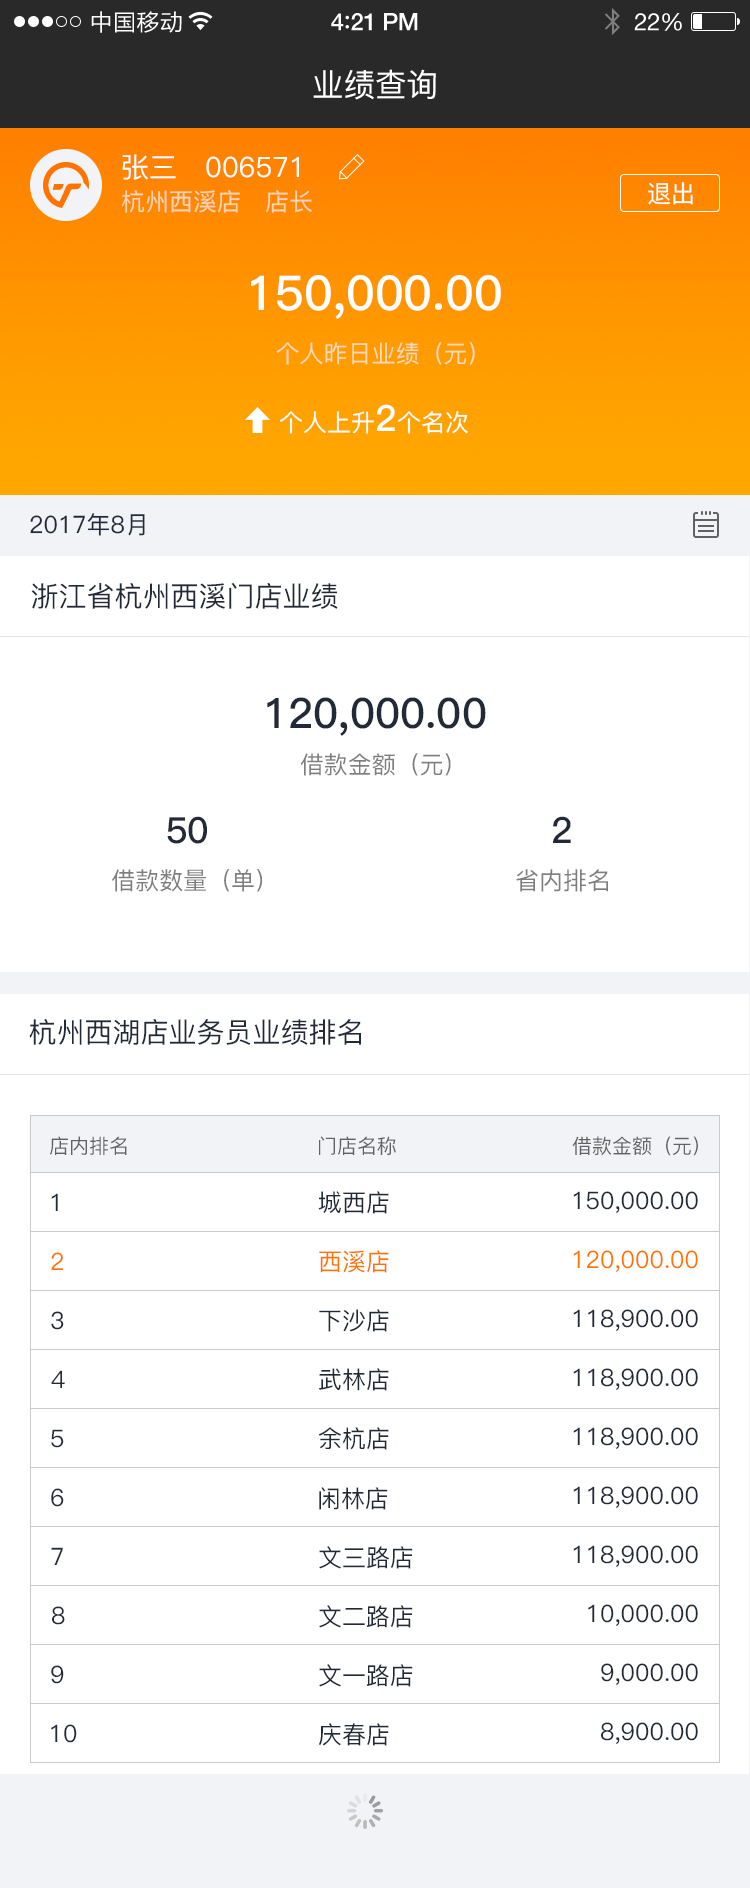 中国移动 4:21 PM 22%
业绩查询
张三 006571
杭州西溪店 店长
退出
150,000.00
个人昨日业绩（元）
个人上升2个名次
2017年8月
浙江省杭州西溪门店业绩
120,000.00
借款金额（元）
50 2
借款数量（单） 省内排名
杭州西湖店业务员业绩排名
店内排名 门店名称 借款金额（元）
1 城西店 150,000.00
2 西溪店 120,000.00
3 下沙店 118,900.00
4 武林店 118,900.00
5 余杭店 118,900.00
6 闲林店 118,900.00
7 文三路店 118,900.00
8 文二路店 10,000.00
9 文一路店 9,000.00
10 庆春店 8,900.00